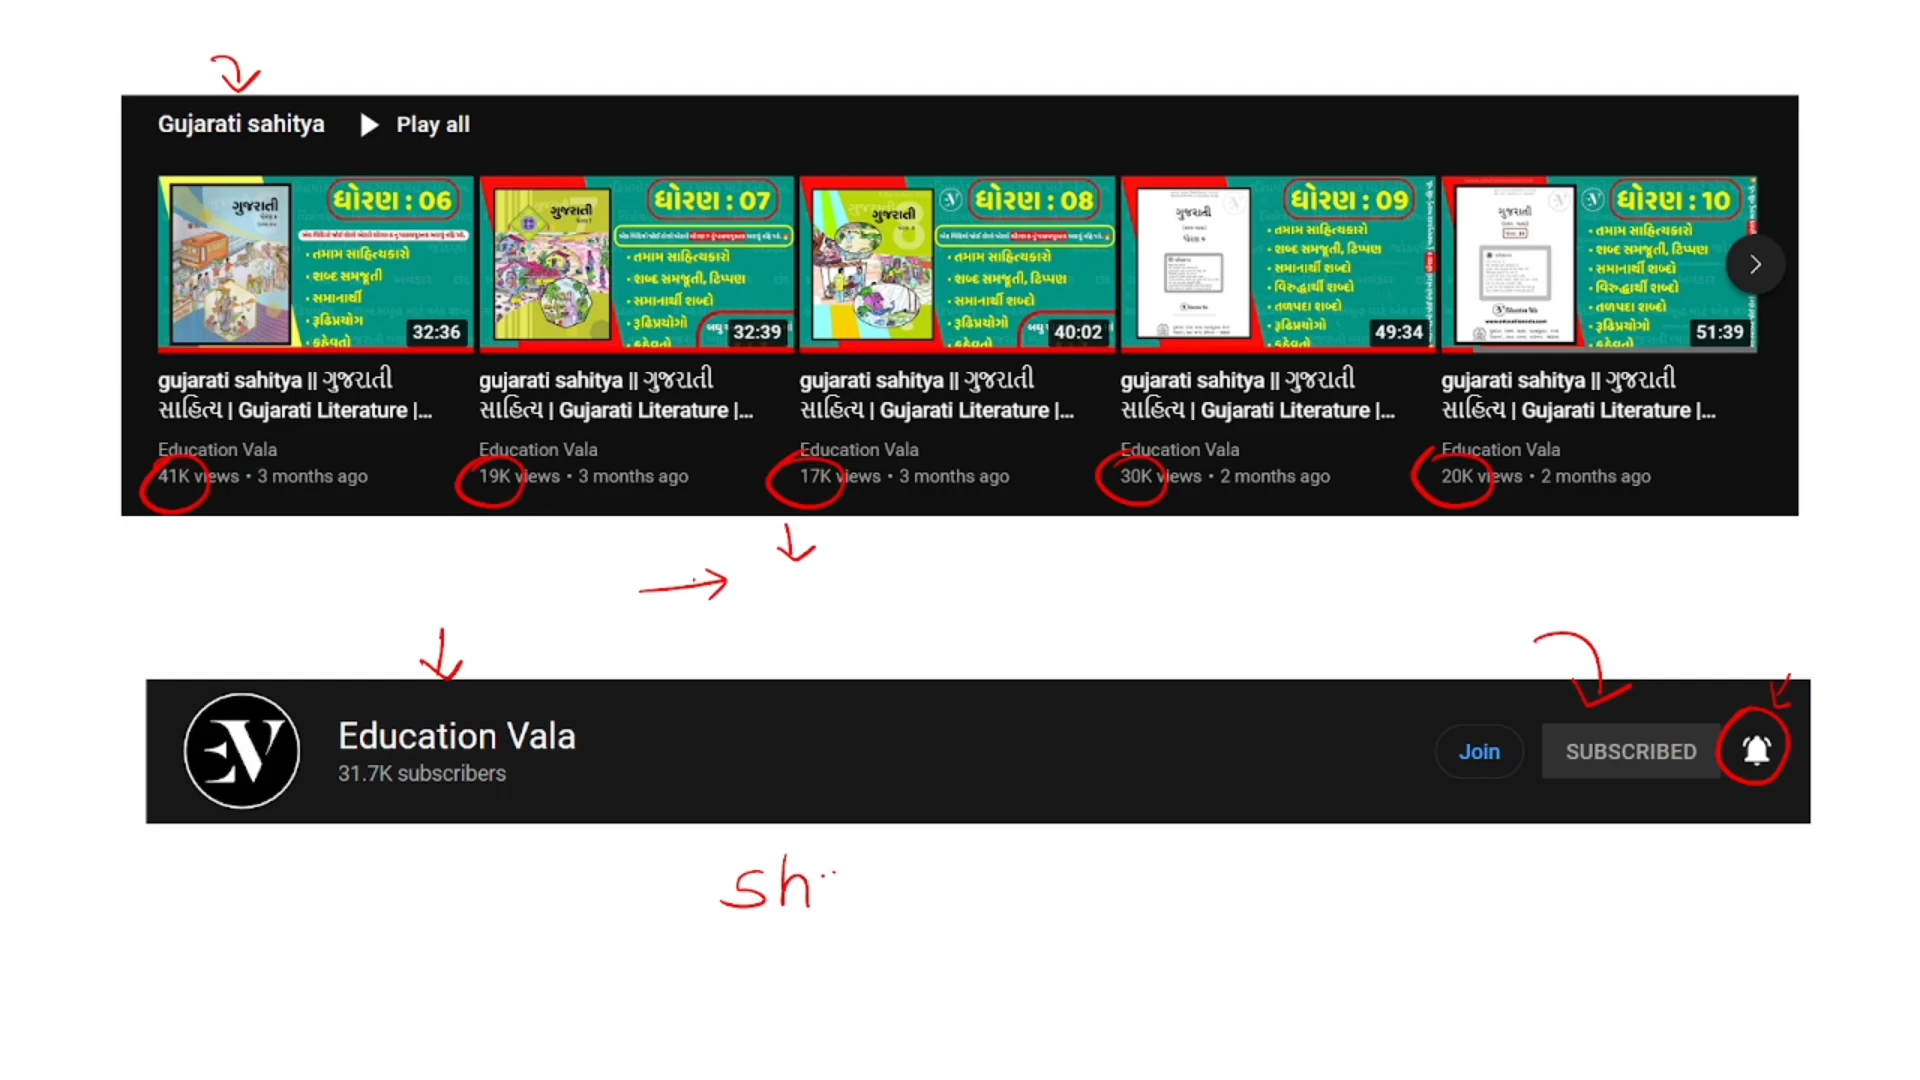 Gujarati sahitya Play all
ગુજરાતી
ધોરણ : 06
• તમામ સાહિત્યકારો
• શબ્દ સમજૂતી
• સમાનાર્થી
• રૂઢિપ્રયોગ
• કહેવતો
32:36
ગુજરાતી
ધોરણ : 07
• તમામ સાહિત્યકારો
• શબ્દ સમજૂતી, ટિપ્પણ
• સમાનાર્થી શબ્દો
• રૂઢિપ્રયોગો
• કહેવતો
32:39
ગુજરાતી
ધોરણ : 08
• તમામ સાહિત્યકારો
• શબ્દ સમજૂતી, ટિપ્પણ
• સમાનાર્થી શબ્દો
• રૂઢિપ્રયોગો
• કહેવતો
40:02
ગુજરાતી
ધોરણ : 09
• તમામ સાહિત્યકારો
• શબ્દ સમજૂતી, ટિપ્પણ
• સમાનાર્થી શબ્દો
• વિરુદ્ધાર્થી શબ્દો
• તળપદા શબ્દો
• રૂઢિપ્રયોગો
• કહેવતો
49:34
ગુજરાતી
ધોરણ : 10
• તમામ સાહિત્યકારો
• શબ્દ સમજૂતી, ટિપ્પણ
• સમાનાર્થી શબ્દો
• વિરુદ્ધાર્થી શબ્દો
• તળપદા શબ્દો
• રૂઢિપ્રયોગો
• કહેવતો
51:39
gujarati sahitya || ગુજરાતી
સાહિત્ય | Gujarati Literature |...
Education Vala
41K views • 3 months ago
gujarati sahitya || ગુજરાતી
સાહિત્ય | Gujarati Literature |...
Education Vala
19K views • 3 months ago
gujarati sahitya || ગુજરાતી
સાહિત્ય | Gujarati Literature |...
Education Vala
17K views • 3 months ago
gujarati sahitya || ગુજરાતી
સાહિત્ય | Gujarati Literature |...
Education Vala
30K views • 2 months ago
gujarati sahitya || ગુજરાતી
સાહિત્ય | Gujarati Literature |...
Education Vala
20K views • 2 months ago
EV
Education Vala
31.7K subscribers
Join
SUBSCRIBED
sh